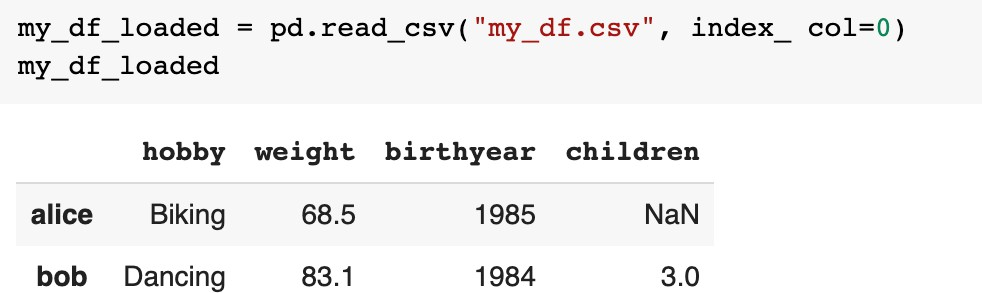 my_df_loaded = pd.read_csv("my_df.csv", index_ col=0)
my_df_loaded
hobby weight birthyear children
alice Biking 68.5 1985 NaN
bob Dancing 83.1 1984 3.0